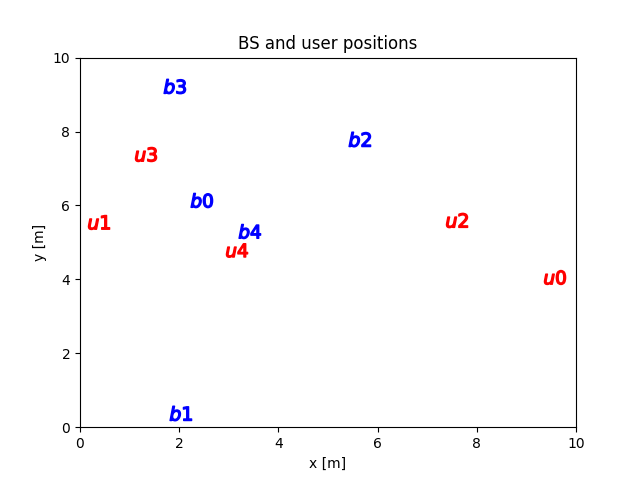 BS and user positions
10
b3
8
b2
u3
6
b0
u1
u2
b4
u4
y [m]
4
u0
2
b1
0
0 2 4 6 8 10
x [m]